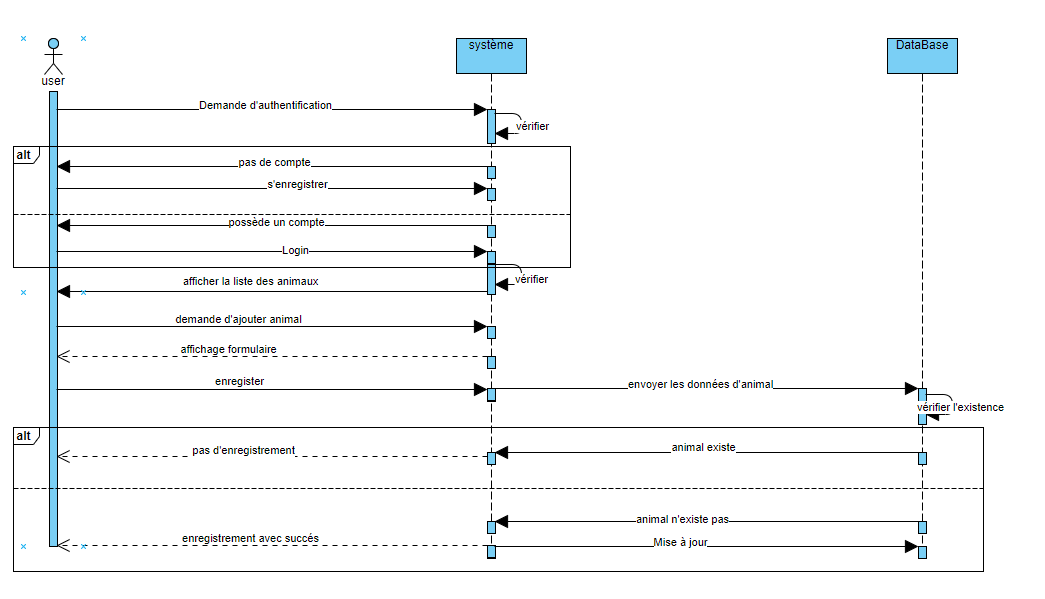 système
DataBase
user
Demande d'authentification
vérifier
alt
pas de compte
s'enregistrer
possède un compte
Login
vérifier
afficher la liste des animaux
demande d'ajouter animal
affichage formulaire
enregister
envoyer les données d'animal
vérifier l'existence
alt
pas d'enregistrement
animal existe
animal n'existe pas
enregistrement avec succés
Mise à jour